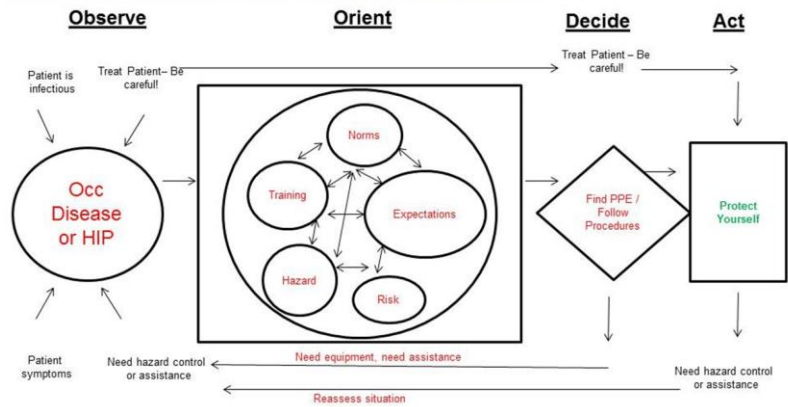 Observe
Orient
Decide
Act
Patient is
infectious
Treat Patient– Be
careful!
Treat Patient – Be
careful!
Occ
Disease
or HIP
Norms
Training
Expectations
Hazard
Risk
Find PPE /
Follow
Procedures
Protect
Yourself
Patient
symptoms
Need hazard control
or assistance
Need equipment, need assistance
Need hazard control
or assistance
Reassess situation